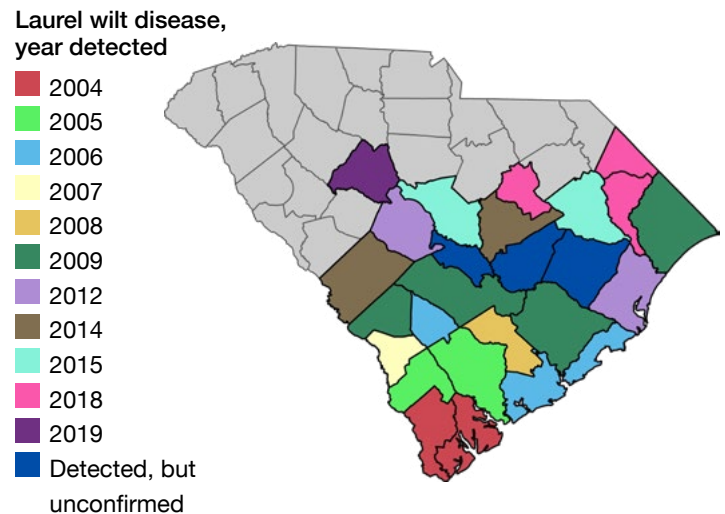 Laurel wilt disease,
year detected
2004
2005
2006
2007
2008
2009
2012
2014
2015
2018
2019
Detected, but
unconfirmed